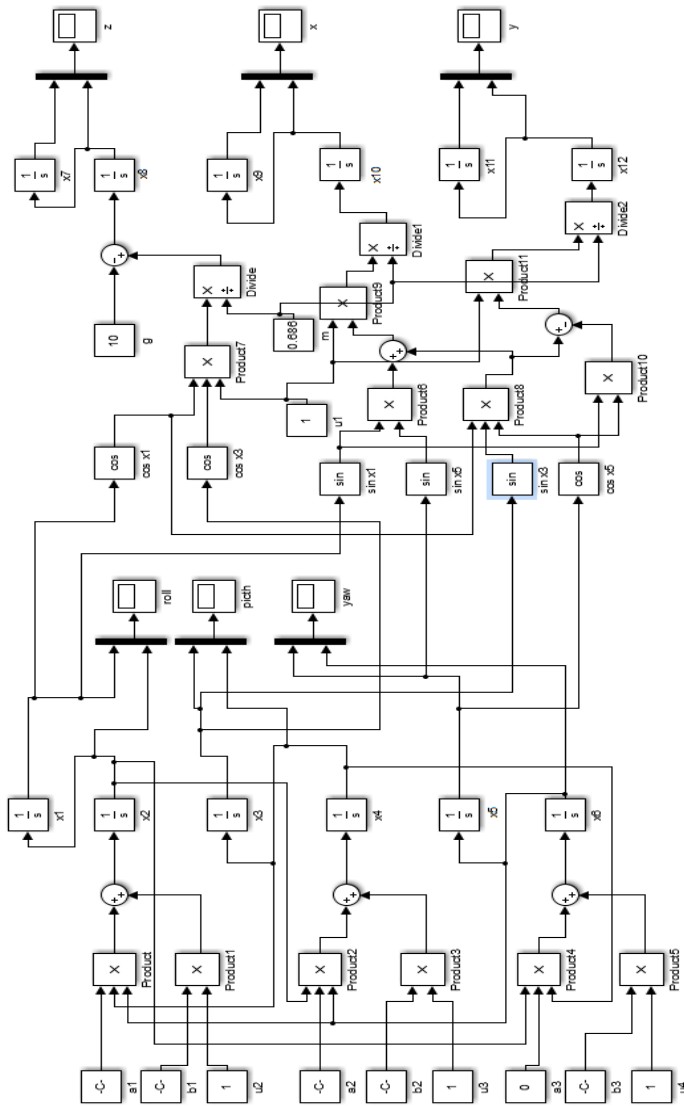 -C-
a1
-C-
b1
1
u2
-C-
a2
-C-
b2
1
u3
0
a3
-C-
b3
1
u4
X
Product
X
Product1
X
Product2
X
Product3
X
Product4
X
Product5
+
+
+
+
+
+
1
s
x1
1
s
x2
1
s
x3
1
s
x4
1
s
x5
1
s
x6
roll
picth
yaw
cos
cos x1
cos
cos x3
1
u1
sin
sin x1
sin
sin x5
sin
sin x3
cos
cos x5
10
g
X
Product7
0.686
m
X
Product6
X
Product8
X
Product10
-
+
X
÷
Divide
X
Product9
+
+
X
Product11
+
-
1
s
x7
1
s
x8
1
s
x9
1
s
x10
X
÷
Divide1
1
s
x11
1
s
x12
X
÷
Divide2
z
x
y